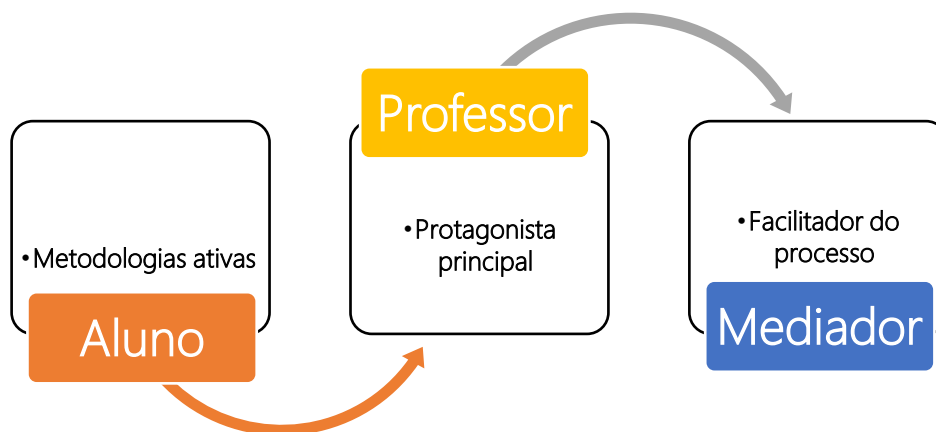 • Metodologias ativas
Aluno
Professor
• Protagonista
principal
• Facilitador do
processo
Mediador